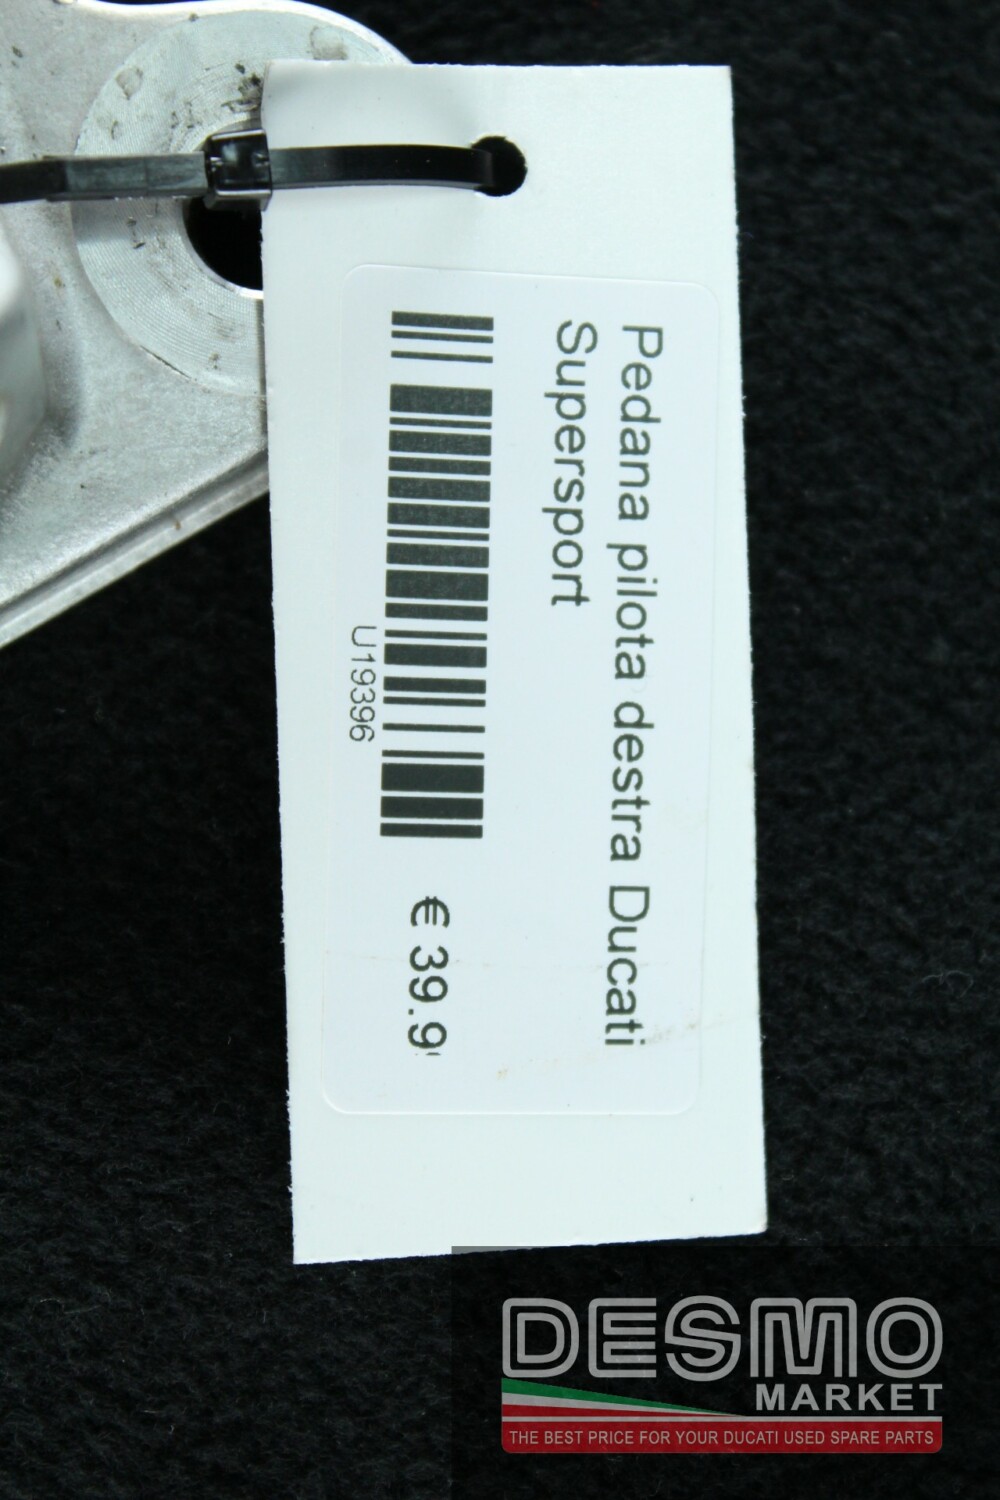 Pedana pilota destra Ducati
Supersport
U19396
€ 39.9
DESMO
MARKET
THE BEST PRICE FOR YOUR DUCATI USED SPARE PARTS